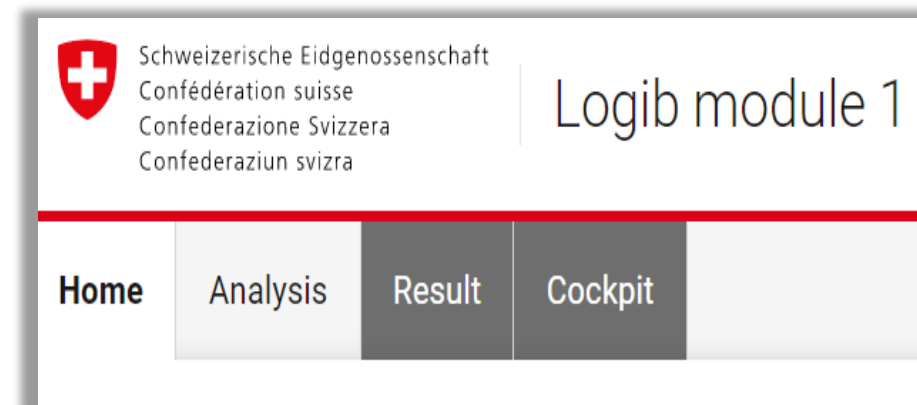 Schweizerische Eidgenossenschaft
Confédération suisse
Confederazione Svizzera
Confederaziun svizra
Logib module 1
Home Analysis Result Cockpit